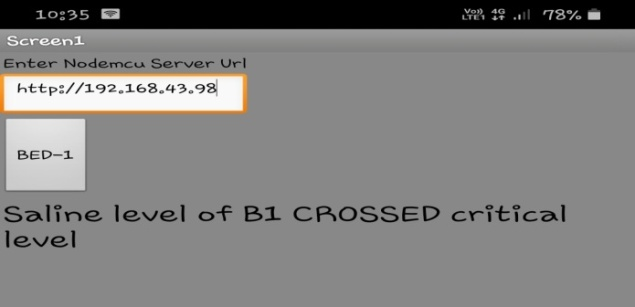 10:35 Vo)) 4G LTE1 78%
Screen1
Enter Nodemcu Server Url
http://192.168.43.98
BED-1
Saline level of B1 CROSSED critical
level